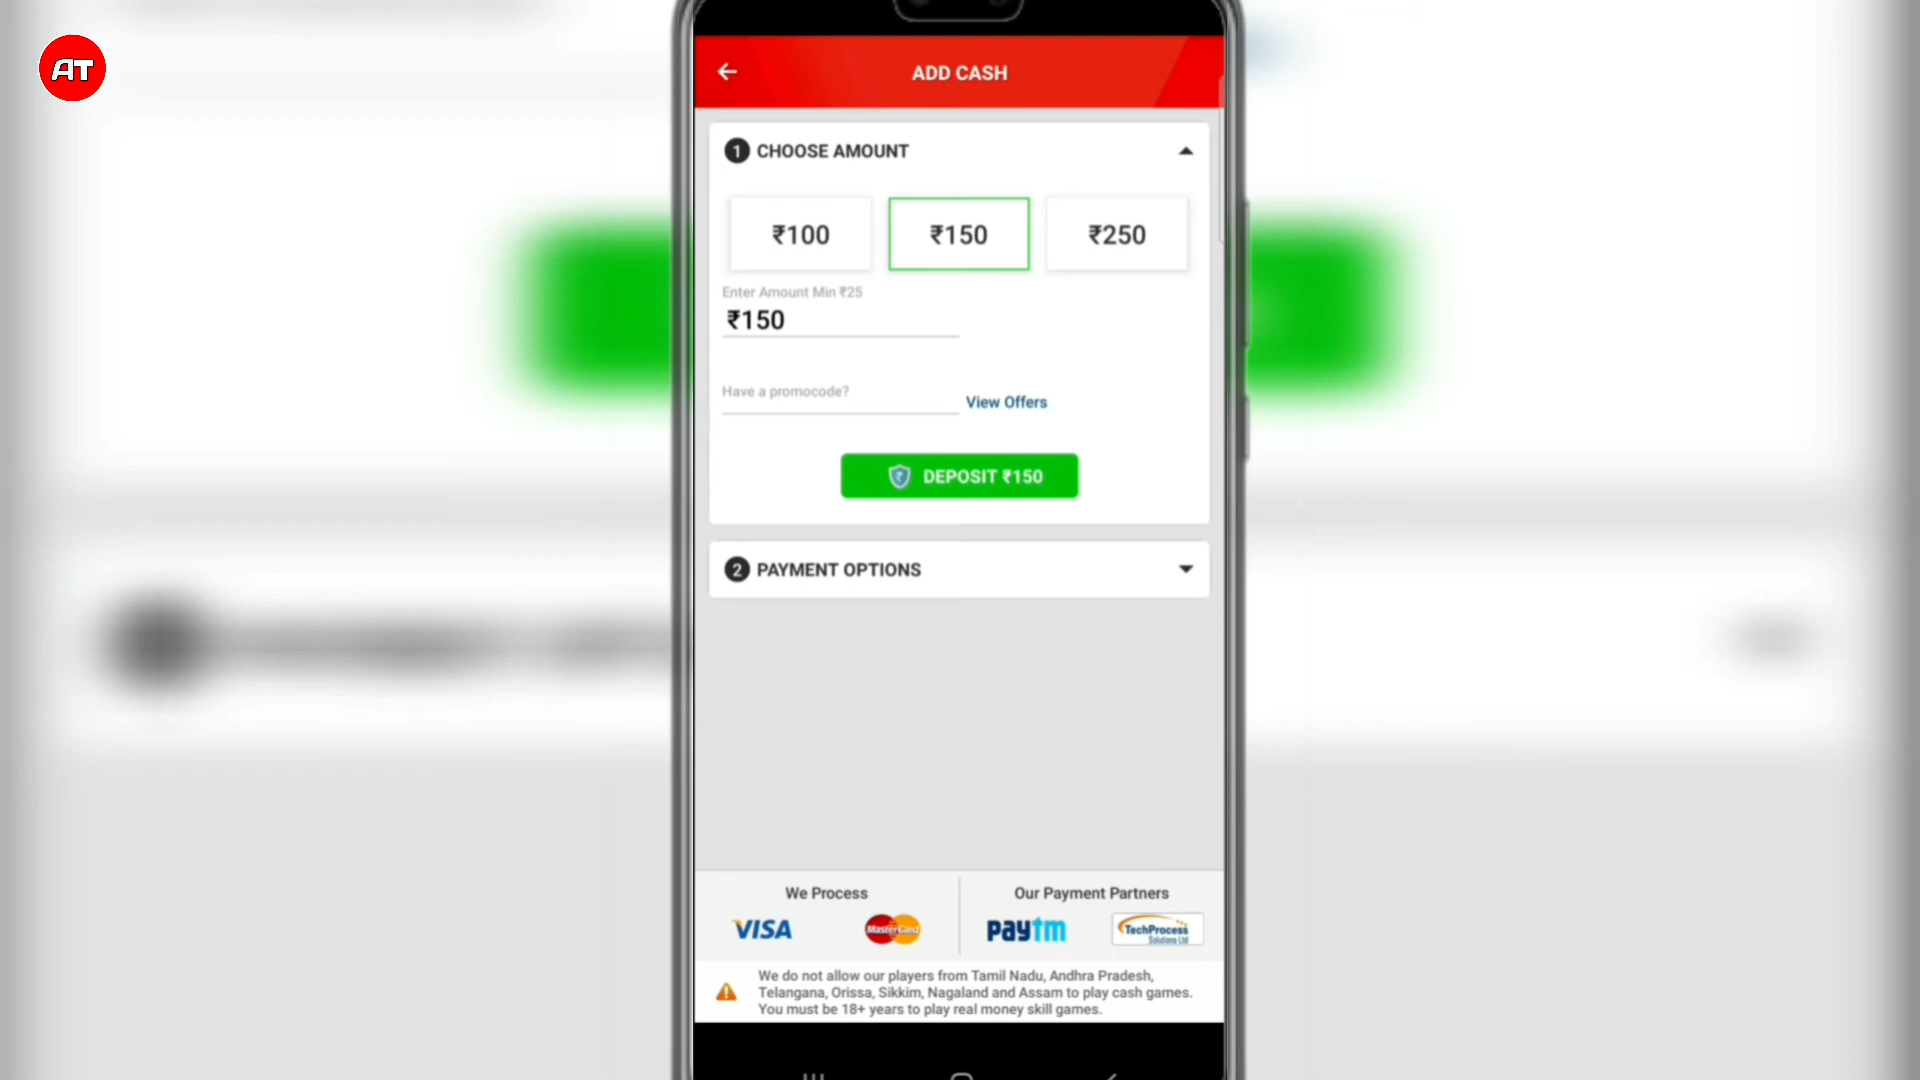 AT
ADD CASH
1 CHOOSE AMOUNT
₹100 ₹150 ₹250
Enter Amount Min ₹25
₹150
Have a promocode?
View Offers
DEPOSIT ₹150
2 PAYMENT OPTIONS
We Process
VISA MasterCard
Our Payment Partners
paytm TechProcess
Solutions Ltd
We do not allow our players from Tamil Nadu, Andhra Pradesh,
Telangana, Orissa, Sikkim, Nagaland and Assam to play cash games.
You must be 18+ years to play real money skill games.